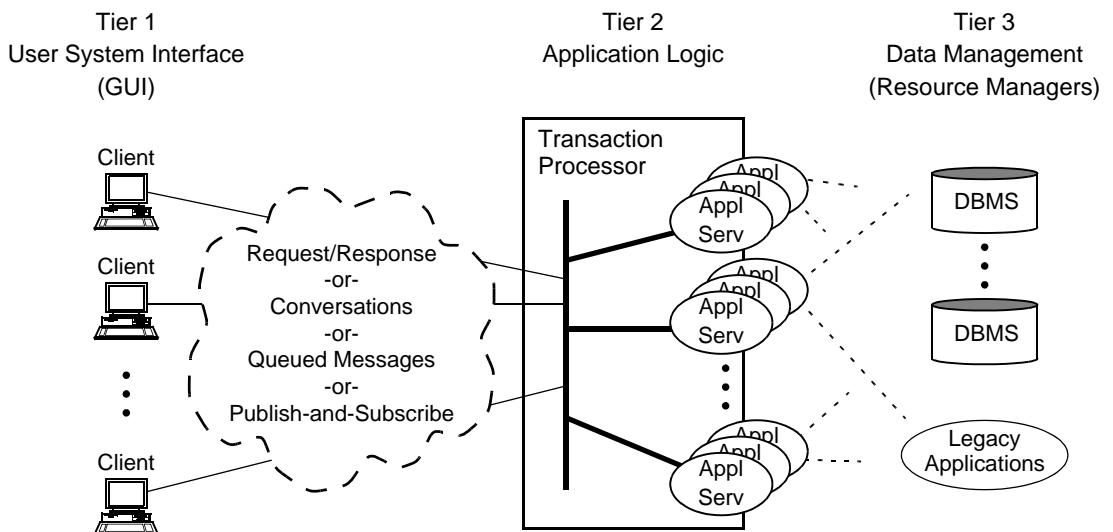 Tier 1
User System Interface
(GUI)
Tier 2
Application Logic
Tier 3
Data Management
(Resource Managers)
Client
Client
Client
Request/Response
-or-
Conversations
-or-
Queued Messages
-or-
Publish-and-Subscribe
Transaction
Processor
Appl
Appl
Appl
Serv
Appl
Appl
Appl
Serv
Appl
Appl
Appl
Serv
DBMS
DBMS
Legacy
Applications